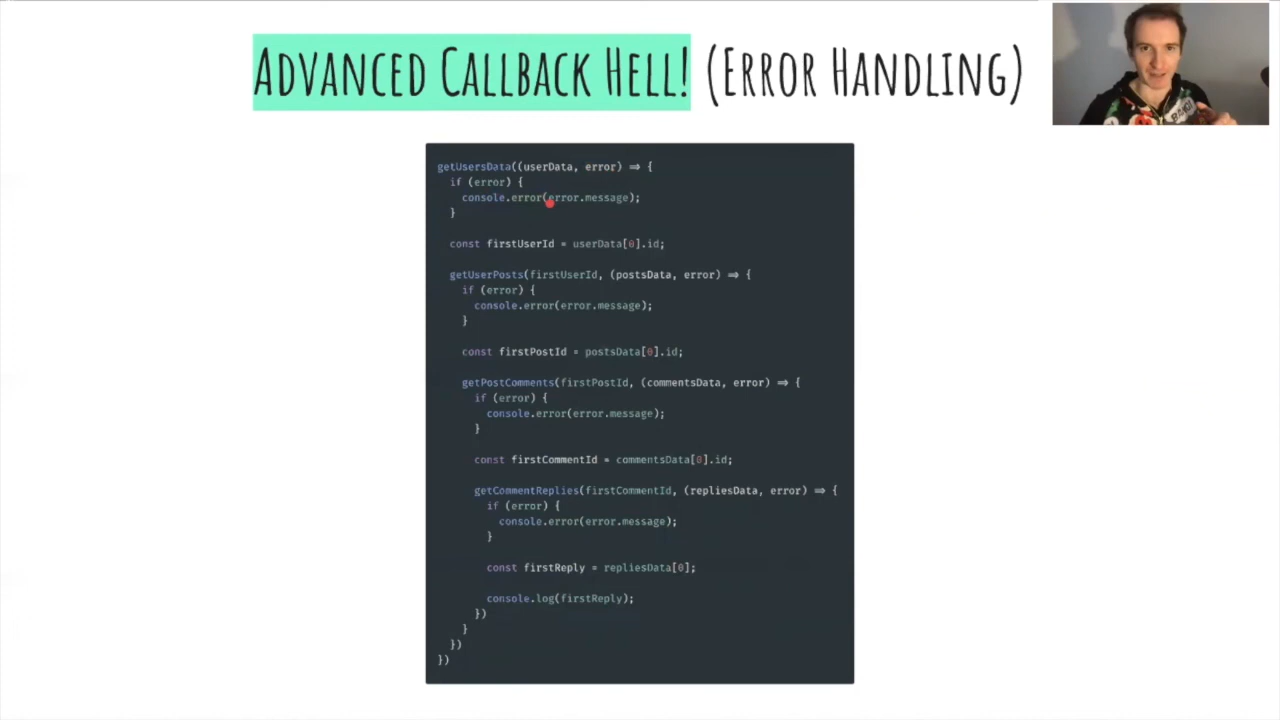 ADVANCED CALLBACK HELL! (ERROR HANDLING)
getUsersData((userData, error) => {
  if (error) {
    console.error(error.message);
  }

  const firstUserId = userData[0].id;

  getUserPosts(firstUserId, (postsData, error) => {
    if (error) {
      console.error(error.message);
    }

    const firstPostId = postsData[0].id;

    getPostComments(firstPostId, (commentsData, error) => {
      if (error) {
        console.error(error.message);
      }

      const firstCommentId = commentsData[0].id;

      getCommentReplies(firstCommentId, (repliesData, error) => {
        if (error) {
          console.error(error.message);
        }

        const firstReply = repliesData[0];

        console.log(firstReply);
      })
    }
  })
})